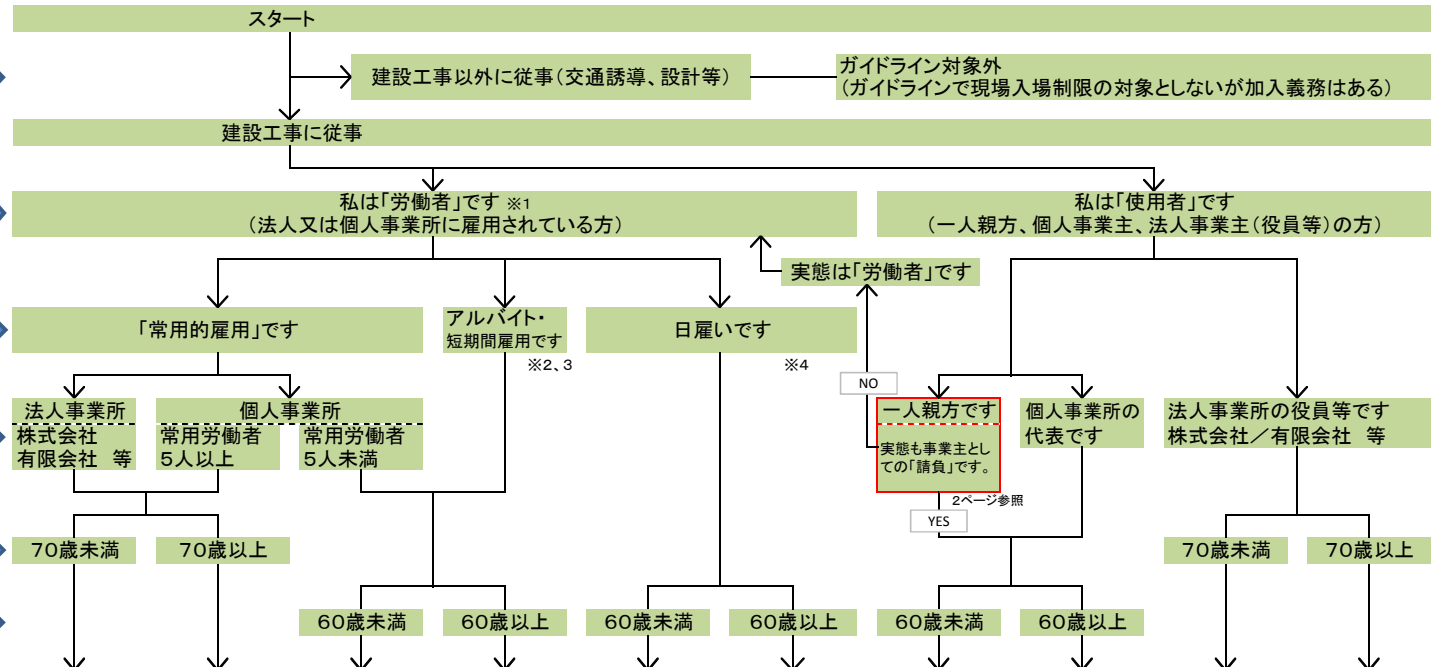 スタート
建設工事以外に従事(交通誘導、設計等)
ガイドライン対象外
(ガイドラインで現場入場制限の対象としないが加入義務はある)
建設工事に従事
私は「労働者」です ※1
(法人又は個人事業所に雇用されている方)
私は「使用者」です
(一人親方、個人事業主、法人事業主(役員等)の方)
実態は「労働者」です
「常用的雇用」です
アルバイト・
短期間雇用です
※2、3
日雇いです
※4
NO
法人事業所
株式会社
有限会社 等
個人事業所
常用労働者
5人以上
常用労働者
5人未満
一人親方です
実態も事業主とし
ての「請負」です。
2ページ参照
YES
個人事業所の
代表です
法人事業所の役員等です
株式会社/有限会社 等
70歳未満
70歳以上
70歳未満
70歳以上
60歳未満
60歳以上
60歳未満
60歳以上
60歳未満
60歳以上